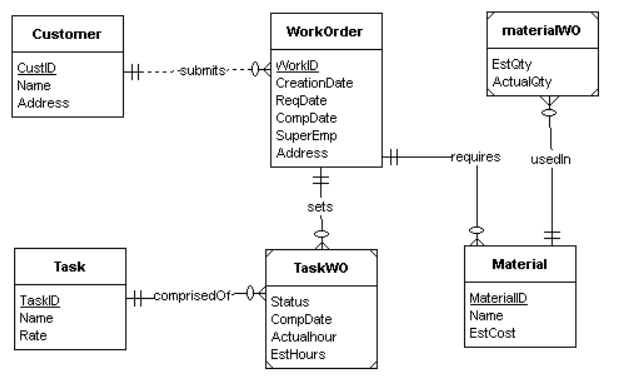 Customer
CustID
Name
Address
submits
WorkOrder
WorkID
CreationDate
ReqDate
CompDate
SuperEmp
Address
materialWO
EstQty
ActualQty
requires
usedIn
sets
Task
TaskID
Name
Rate
comprisedOf
TaskWO
Status
CompDate
Actualhour
EstHours
Material
MaterialID
Name
EstCost